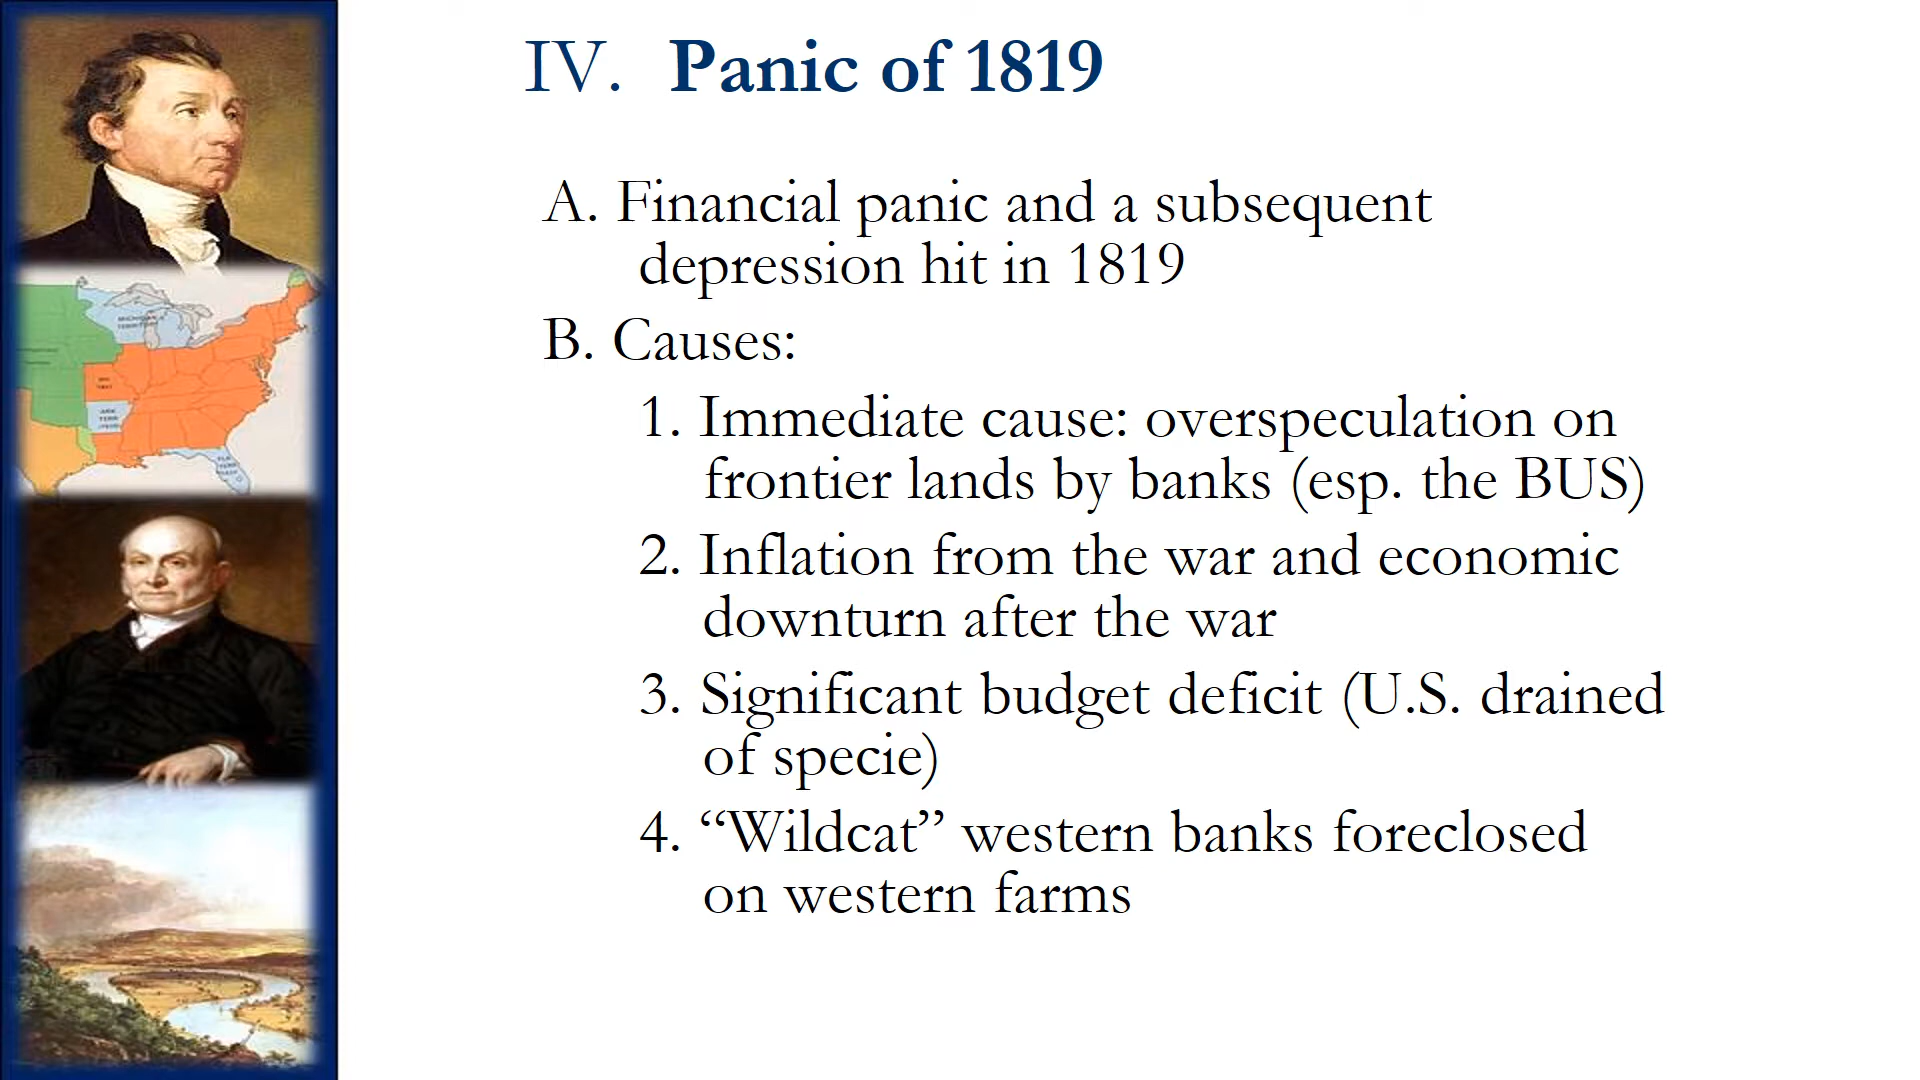 IV. Panic of 1819
A. Financial panic and a subsequent
depression hit in 1819
B. Causes:
1. Immediate cause: overspeculation on
frontier lands by banks (esp. the BUS)
2. Inflation from the war and economic
downturn after the war
3. Significant budget deficit (U.S. drained
of specie)
4. “Wildcat” western banks foreclosed
on western farms